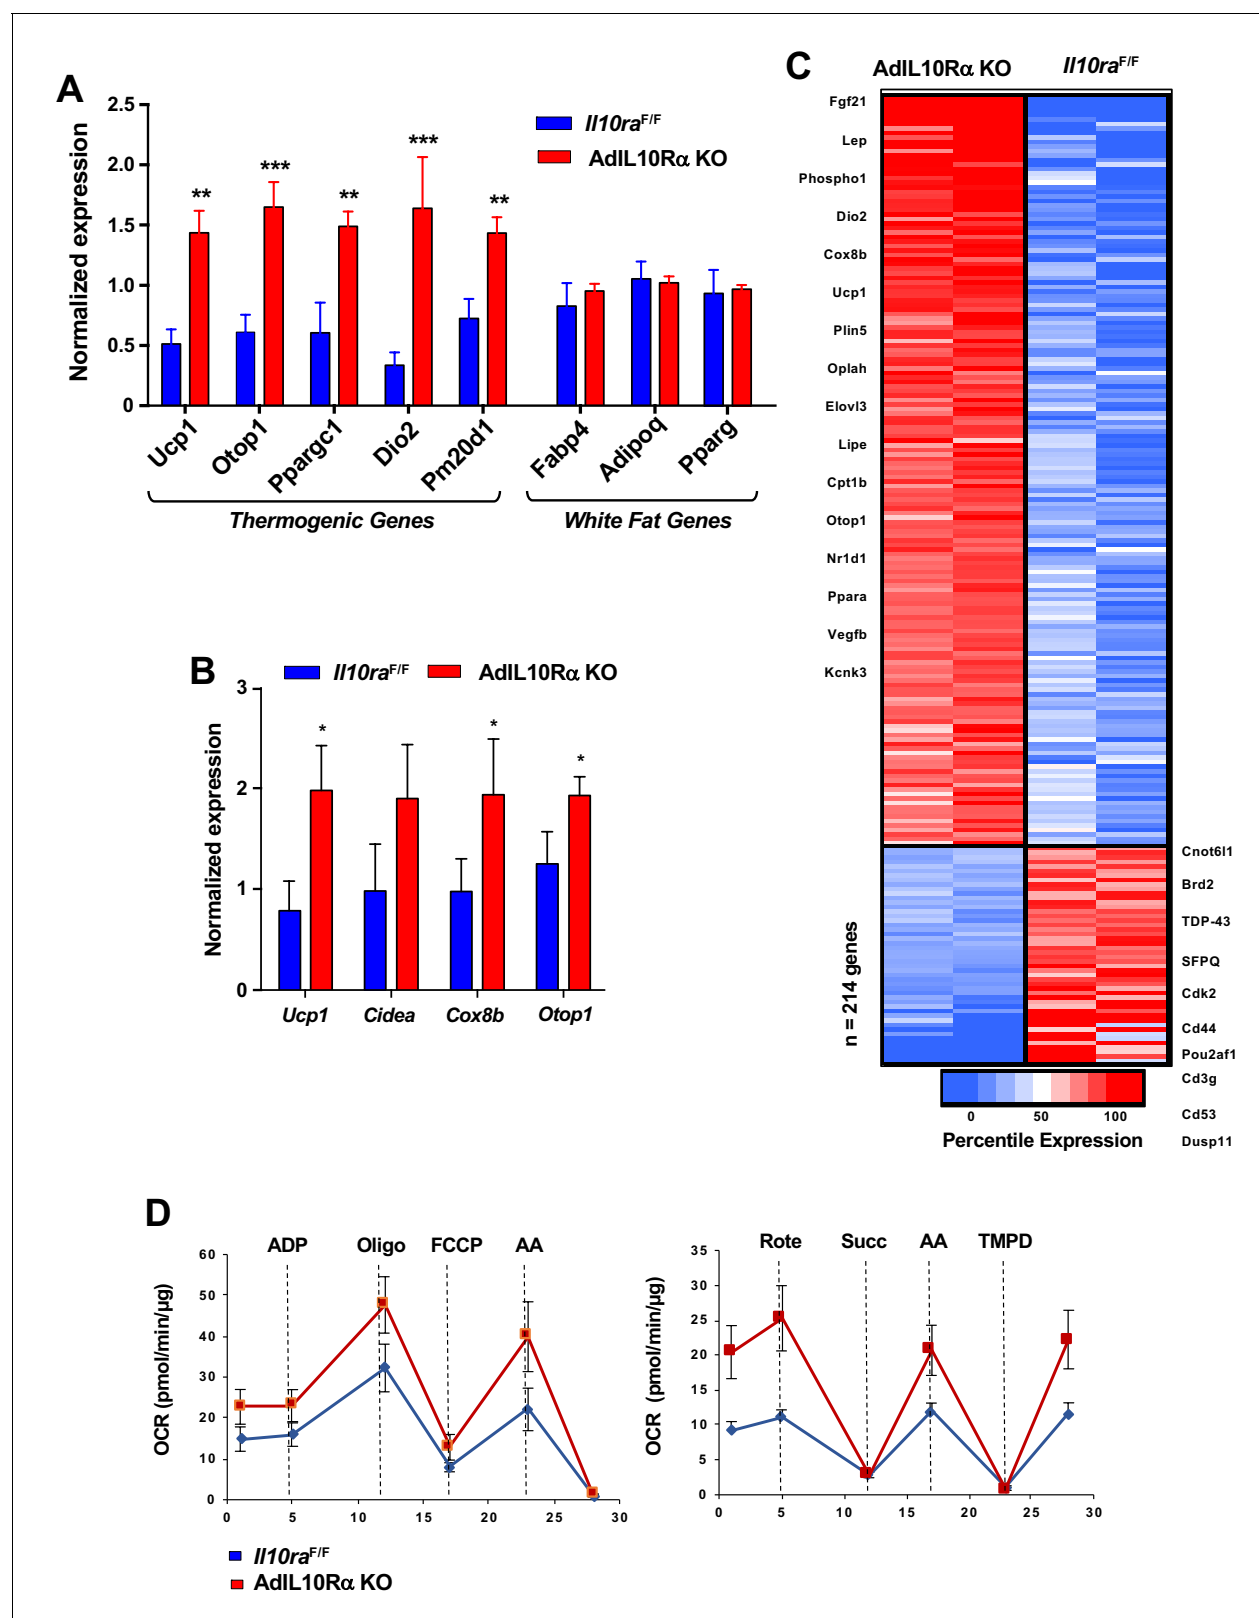 A
Normalized expression
2.5
2.0
1.5
1.0
0.5
0
Il10ra^F/F
AdIL10Rα KO
**
***
**
***
**
Ucp1
Otop1
Ppargc1
Dio2
Pm20d1
Fabp4
Adipoq
Pparg
Thermogenic Genes
White Fat Genes
B
Il10ra^F/F
AdIL10Rα KO
Normalized expression
3
2
1
0
*
*
*
Ucp1
Cidea
Cox8b
Otop1
C
AdIL10Rα KO
Il10ra^F/F
Fgf21
Lep
Phospho1
Dio2
Cox8b
Ucp1
Plin5
Oplah
Elovl3
Lipe
Cpt1b
Otop1
Nr1d1
Ppara
Vegfb
Kcnk3
n = 214 genes
Cnot6l1
Brd2
TDP-43
SFPQ
Cdk2
Cd44
Pou2af1
Cd3g
Cd53
Dusp11
0 50 100
Percentile Expression
D
ADP Oligo FCCP AA
OCR (pmol/min/µg)
60
50
40
30
20
10
0
0 5 10 15 20 25 30
Rote Succ AA TMPD
OCR (pmol/min/µg)
35
30
25
20
15
10
5
0
0 5 10 15 20 25 30
Il10ra^F/F
AdIL10Rα KO